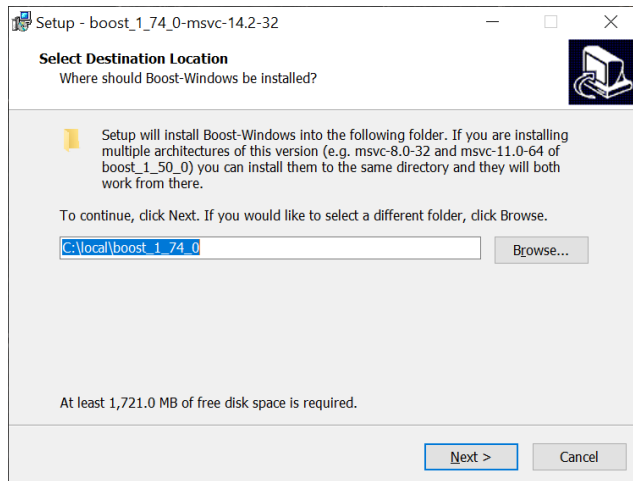 Setup - boost_1_74_0-msvc-14.2-32
Select Destination Location
Where should Boost-Windows be installed?
Setup will install Boost-Windows into the following folder. If you are installing
multiple architectures of this version (e.g. msvc-8.0-32 and msvc-11.0-64 of
boost_1_50_0) you can install them to the same directory and they will both
work from there.
To continue, click Next. If you would like to select a different folder, click Browse.
C:\local\boost_1_74_0
Browse...
At least 1,721.0 MB of free disk space is required.
Next >
Cancel